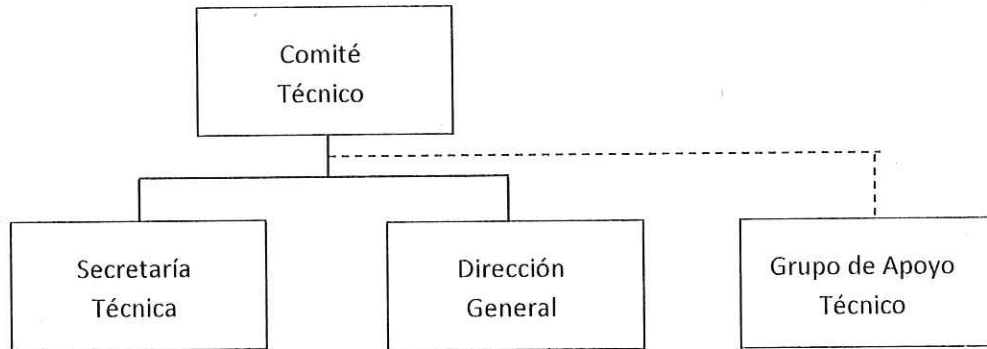 Comité
Técnico
Secretaría
Técnica
Dirección
General
Grupo de Apoyo
Técnico